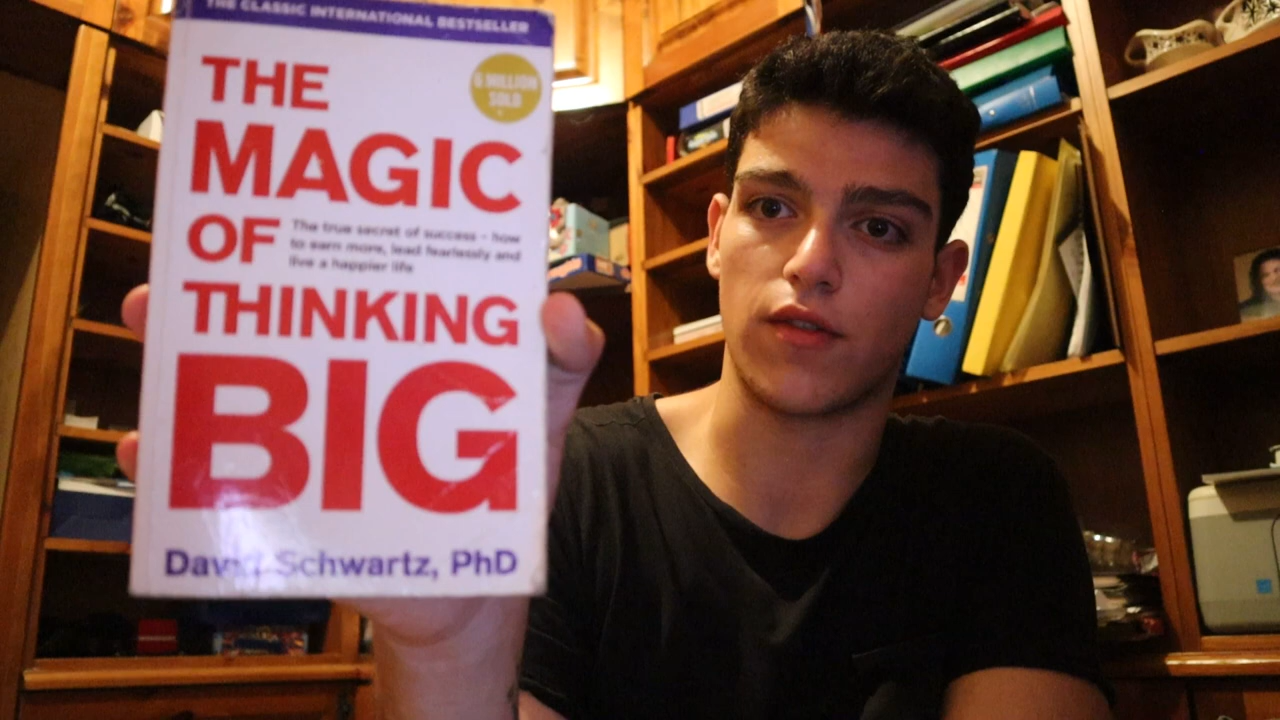 THE CLASSIC INTERNATIONAL BESTSELLER
6 MILLION
SOLD
THE
MAGIC
OF
The true secret of success – how
to earn more, lead fearlessly and
live a happier life
THINKING
BIG
David Schwartz, PhD